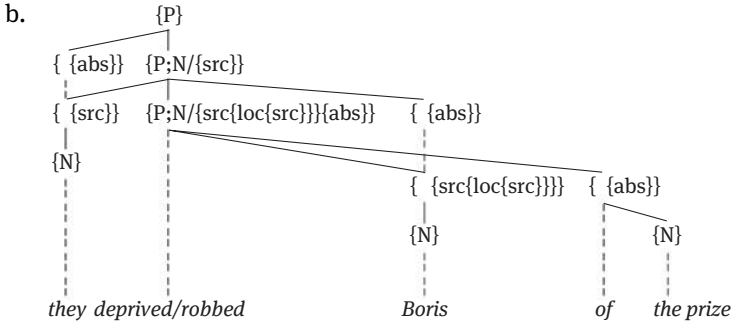 b.
{P}
{ {abs}} {P;N/{src}}
{ {src}} {P;N/{src{loc{src}}}{abs}} { {abs}}
{N}
{ {src{loc{src}}}} { {abs}}
{N} {N}
they deprived/robbed Boris of the prize